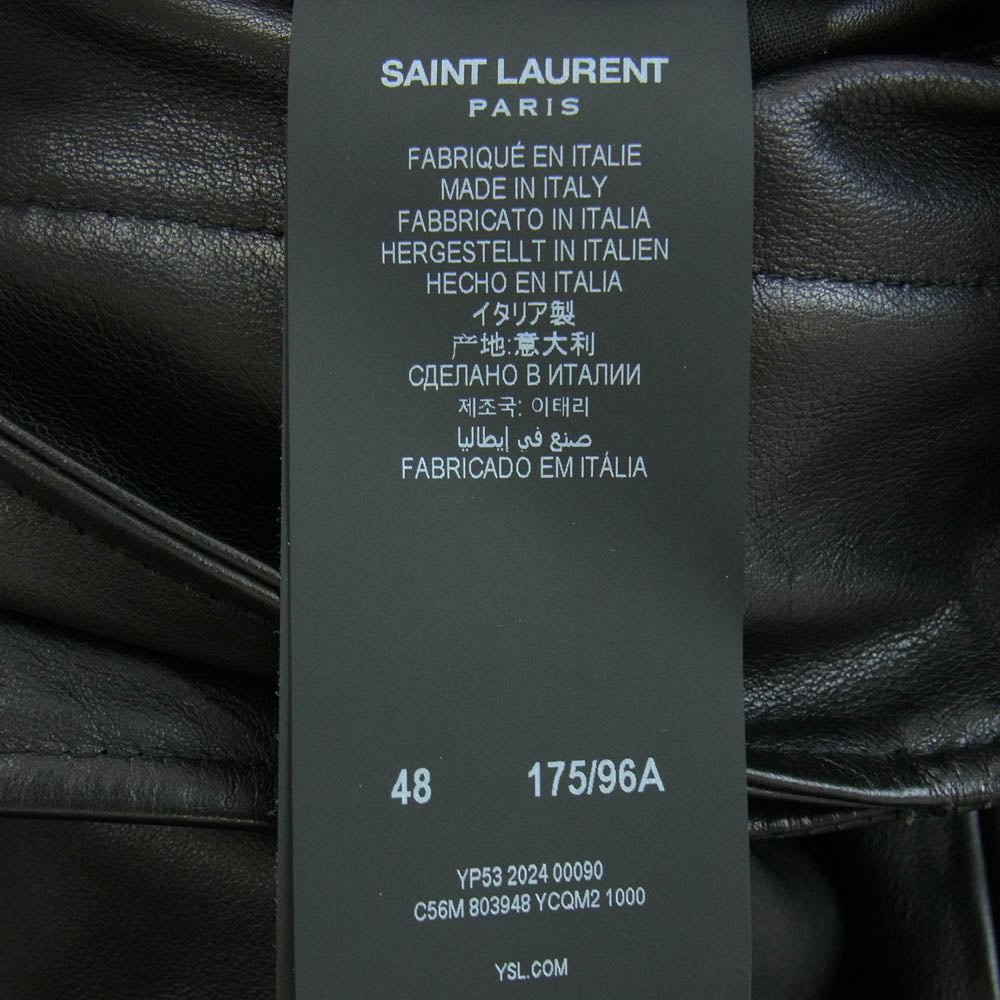 SAINT LAURENT
PARIS
FABRIQUÉ EN ITALIE
MADE IN ITALY
FABBRICATO IN ITALIA
HERGESTELLT IN ITALIEN
HECHO EN ITALIA
イタリア製
产地:意大利
СДЕЛАНО В ИТАЛИИ
제조국: 이태리
صنع في إيطاليا
FABRICADO EM ITÁLIA
48 175/96A
YP53 2024 00090
C56M 803948 YCQM2 1000
YSL.COM